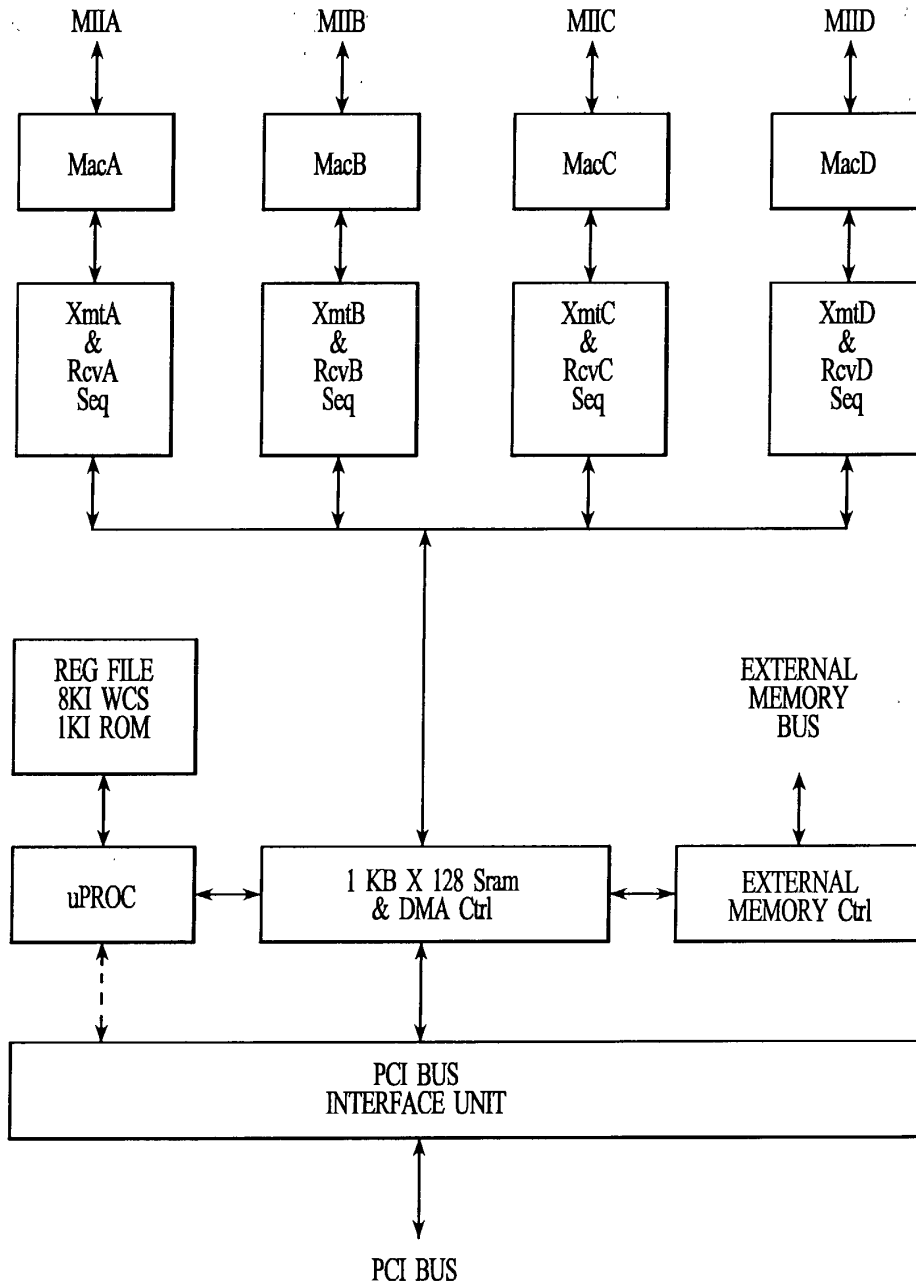 MIIA
MIIB
MIIC
MIID
MacA
MacB
MacC
MacD
XmtA
&
RcvA
Seq
XmtB
&
RcvB
Seq
XmtC
&
RcvC
Seq
XmtD
&
RcvD
Seq
REG FILE
8KI WCS
1KI ROM
EXTERNAL
MEMORY
BUS
uPROC
1 KB X 128 Sram
& DMA Ctrl
EXTERNAL
MEMORY Ctrl
PCI BUS
INTERFACE UNIT
PCI BUS